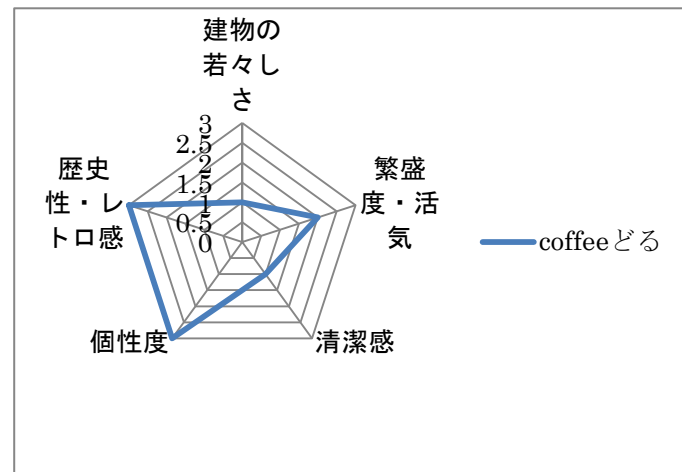 建物の
若々し
さ
3
2.5
2
1.5
1
0.5
0
繁盛
度・活
気
清潔感
個性度
歴史
性・レ
トロ感
coffeeどる